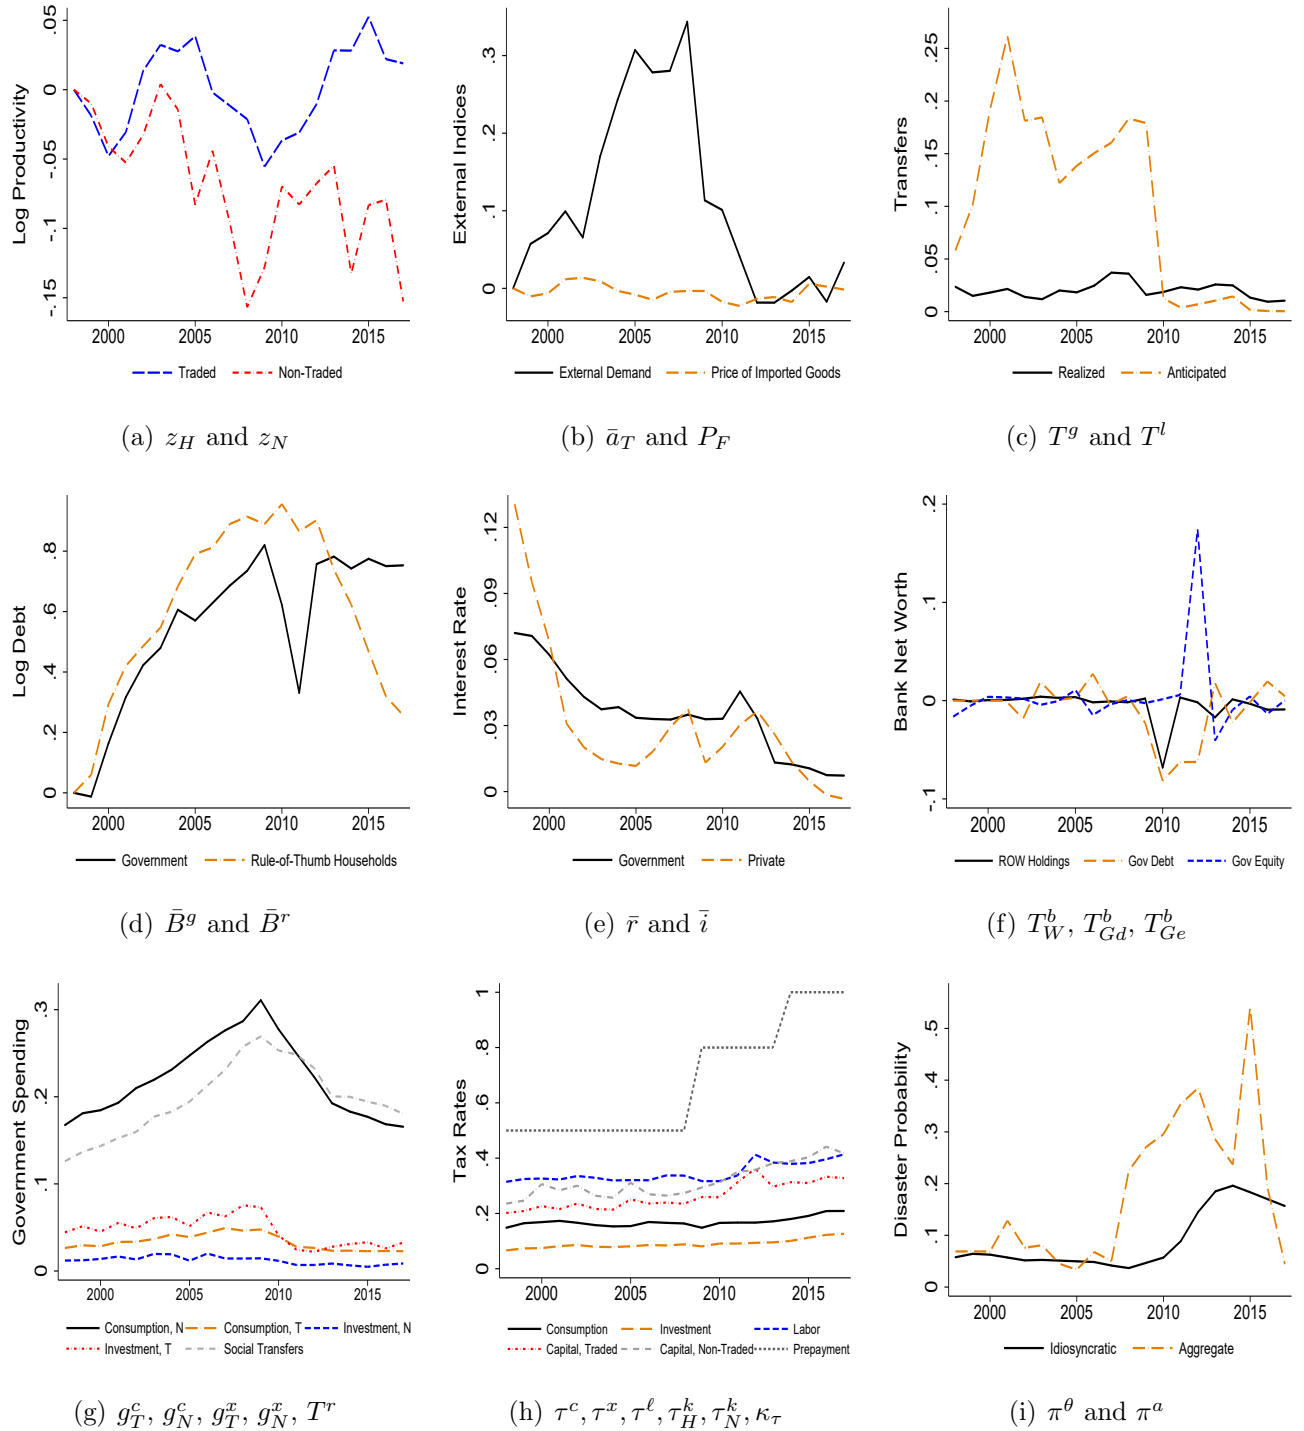 Log Productivity
.05
0
-.05
-.1
-.15
2000 2005 2010 2015
Traded Non-Traded
(a) z_H and z_N
External Indices
.3
.2
.1
0
2000 2005 2010 2015
External Demand Price of Imported Goods
(b) ā_T and P_F
Transfers
.25
.2
.15
.1
.05
0
2000 2005 2010 2015
Realized Anticipated
(c) T^g and T^l
Log Debt
.8
.6
.4
.2
0
2000 2005 2010 2015
Government Rule-of-Thumb Households
(d) B̄^g and B̄^r
Interest Rate
.12
.09
.06
.03
0
2000 2005 2010 2015
Government Private
(e) r̄ and ī
Bank Net Worth
.2
.1
0
-.1
2000 2005 2010 2015
ROW Holdings Gov Debt Gov Equity
(f) T^b_W, T^b_{Gd}, T^b_{Ge}
Government Spending
.3
.2
.1
0
2000 2005 2010 2015
Consumption, N Consumption, T Investment, N
Investment, T Social Transfers
(g) g^c_T, g^c_N, g^x_T, g^x_N, T^r
Tax Rates
1
.8
.6
.4
.2
0
2000 2005 2010 2015
Consumption Investment Labor
Capital, Traded Capital, Non-Traded Prepayment
(h) τ^c, τ^x, τ^ℓ, τ^k_H, τ^k_N, κ_τ
Disaster Probability
.5
.4
.3
.2
.1
0
2000 2005 2010 2015
Idiosyncratic Aggregate
(i) π^θ and π^a